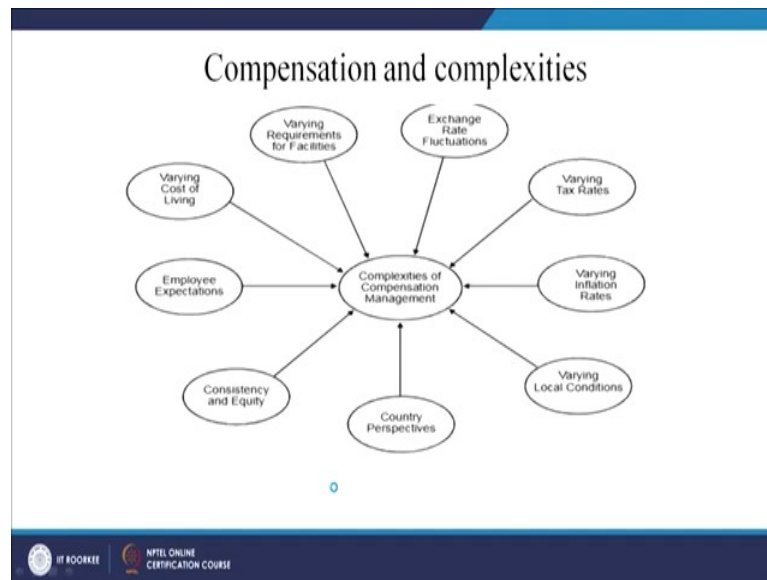 Compensation and complexities
Varying
Requirements
for Facilities
Exchange
Rate
Fluctuations
Varying
Cost of
Living
Varying
Tax Rates
Employee
Expectations
Complexities of
Compensation
Management
Varying
Inflation
Rates
Consistency
and Equity
Country
Perspectives
Varying
Local Conditions
IIT ROORKEE
NPTEL ONLINE
CERTIFICATION COURSE